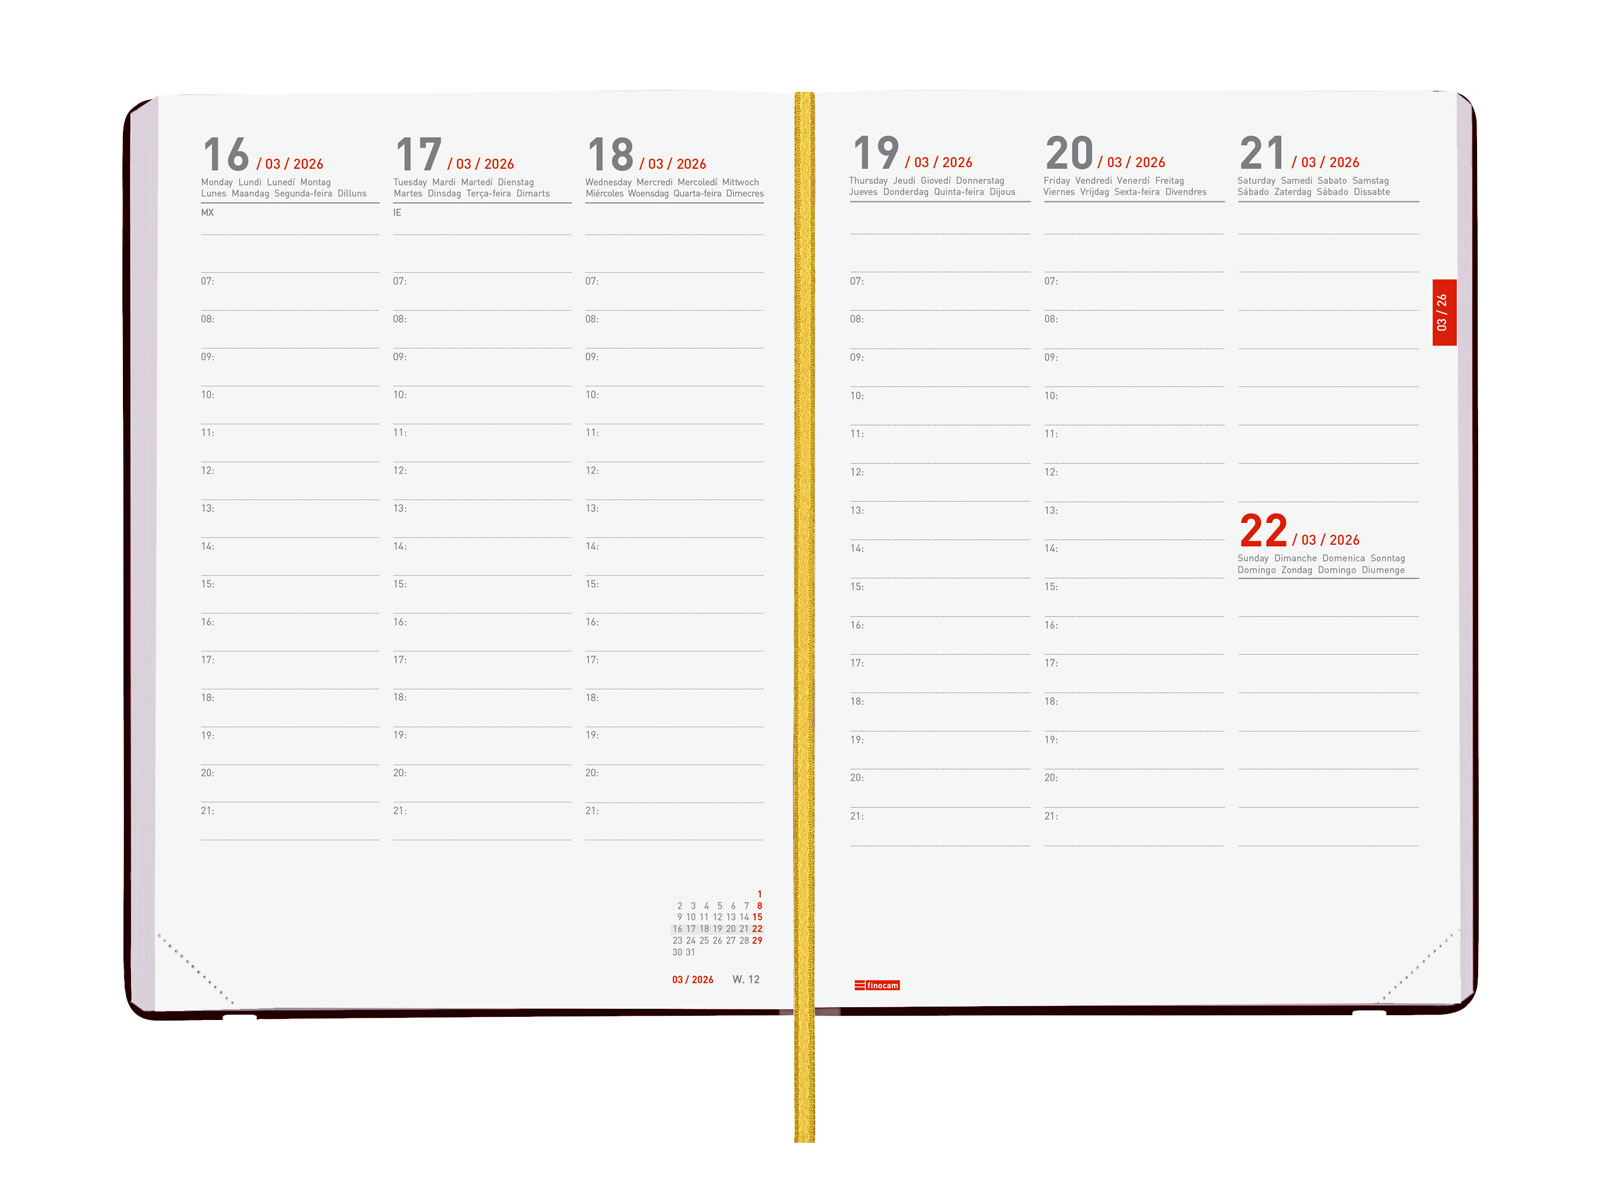 16 / 03 / 2026
Monday Lundi Lunedí Montag
Lunes Maandag Segunda-feira Dilluns
MX
07:
08:
09:
10:
11:
12:
13:
14:
15:
16:
17:
18:
19:
20:
21:
17 / 03 / 2026
Tuesday Mardi Martedí Dienstag
Martes Dinsdag Terça-feira Dimarts
IE
07:
08:
09:
10:
11:
12:
13:
14:
15:
16:
17:
18:
19:
20:
21:
18 / 03 / 2026
Wednesday Mercredi Mercoledí Mittwoch
Miércoles Woensdag Quarta-feira Dimecres
07:
08:
09:
10:
11:
12:
13:
14:
15:
16:
17:
18:
19:
20:
21:
1
2 3 4 5 6 7 8
9 10 11 12 13 14 15
16 17 18 19 20 21 22
23 24 25 26 27 28 29
30 31
03 / 2026 W. 12
19 / 03 / 2026
Thursday Jeudi Giovedí Donnerstag
Jueves Donderdag Quinta-feira Dijous
07:
08:
09:
10:
11:
12:
13:
14:
15:
16:
17:
18:
19:
20:
21:
finocam
20 / 03 / 2026
Friday Vendredi Venerdí Freitag
Viernes Vrijdag Sexta-feira Divendres
07:
08:
09:
10:
11:
12:
13:
14:
15:
16:
17:
18:
19:
20:
21:
21 / 03 / 2026
Saturday Samedi Sabato Samstag
Sábado Zaterdag Sábado Dissabte
22 / 03 / 2026
Sunday Dimanche Domenica Sonntag
Domingo Zondag Domingo Diumenge
03 / 26